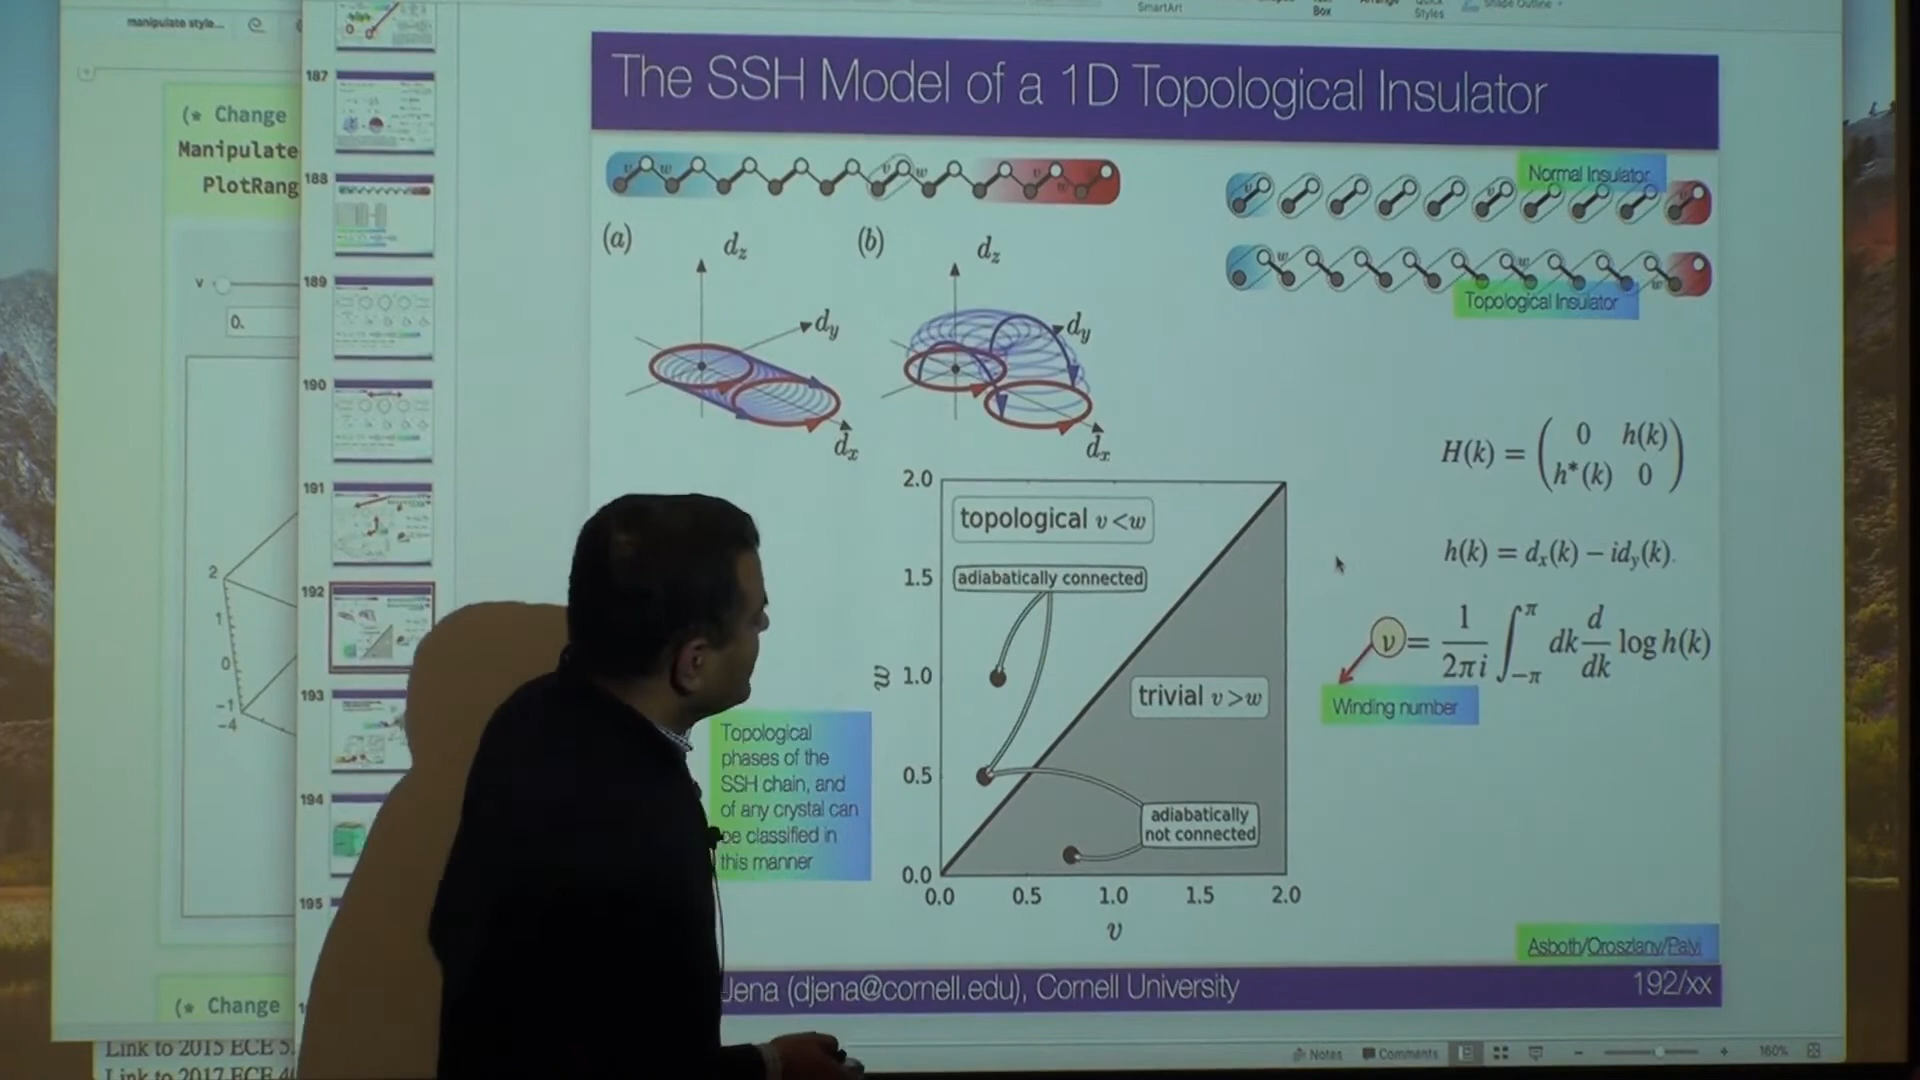 SmartArt
Box
Styles
Shape Outline
manipulate style...
(* Change
Manipulate
PlotRang
v
0.
2
1
0
-1
-4
(* Change
187
188
189
190
191
192
193
194
195
The SSH Model of a 1D Topological Insulator
v w v w v w
Normal Insulator
v v
w w w
Topological Insulator
(a) d_z d_y d_x
(b) d_z d_y d_x
H(k) = ( 0 h(k)
h*(k) 0 )
h(k) = d_x(k) − id_y(k).
ν = 1/2πi ∫_{−π}^{π} dk d/dk log h(k)
Winding number
2.0
1.5
1.0
0.5
0.0
w
topological v<w
adiabatically connected
trivial v>w
adiabatically
not connected
0.0 0.5 1.0 1.5 2.0
v
Topological
phases of the
SSH chain, and
of any crystal can
be classified in
this manner
Asboth/Oroszlany/Palyi
Jena (djena@cornell.edu), Cornell University
192/xx
Notes Comments 160%
Link to 2015 ECE 5
Link to 2017 ECE 40